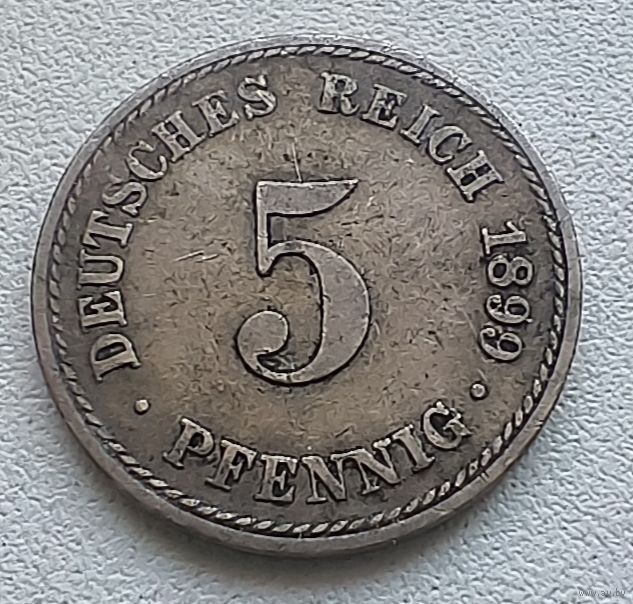 DEUTSCHES REICH 1899
5
· PFENNIG ·